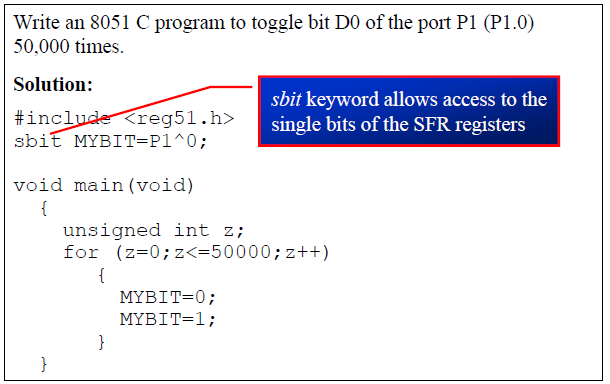 Write an 8051 C program to toggle bit D0 of the port P1 (P1.0)
50,000 times.
Solution:
sbit keyword allows access to the
single bits of the SFR registers
#include <reg51.h>
sbit MYBIT=P1^0;
void main(void)
{
unsigned int z;
for (z=0;z<=50000;z++)
{
MYBIT=0;
MYBIT=1;
}
}